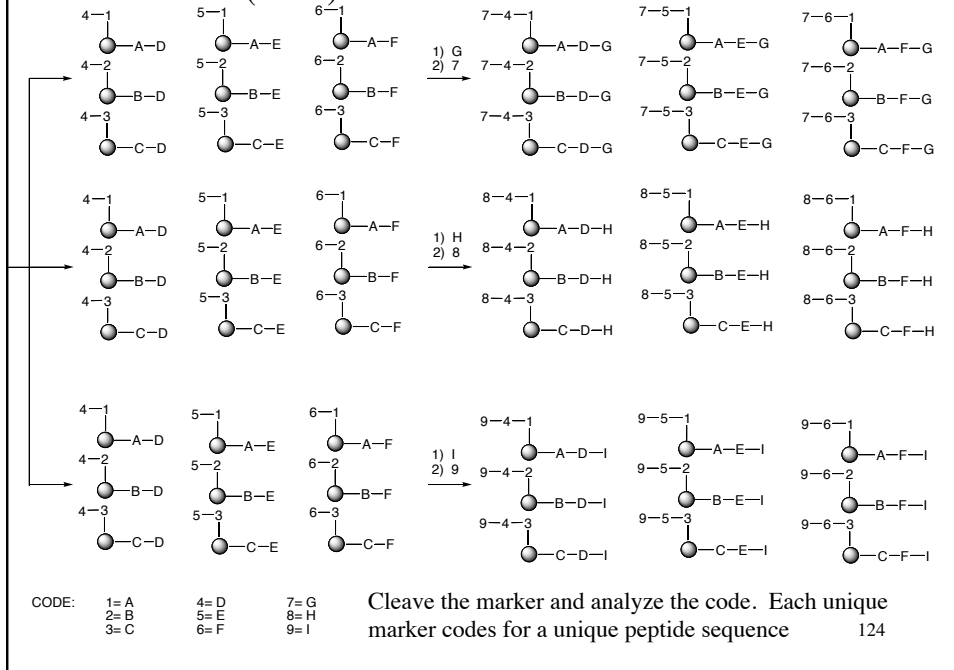 4—1 5—1 6—1 7—4—1 7—5—1 7—6—1
A—D A—E A—F 1) G A—D—G A—E—G A—F—G
4—2 5—2 6—2 2) 7 7—4—2 7—5—2 7—6—2
B—D B—E B—F B—D—G B—E—G B—F—G
4—3 5—3 6—3 7—4—3 7—5—3 7—6—3
C—D C—E C—F C—D—G C—E—G C—F—G
4—1 5—1 6—1 8—4—1 8—5—1 8—6—1
A—D A—E A—F 1) H A—D—H A—E—H A—F—H
4—2 5—2 6—2 2) 8 8—4—2 8—5—2 8—6—2
B—D B—E B—F B—D—H B—E—H B—F—H
4—3 5—3 6—3 8—4—3 8—5—3 8—6—3
C—D C—E C—F C—D—H C—E—H C—F—H
4—1 5—1 6—1 9—4—1 9—5—1 9—6—1
A—D A—E A—F 1) I A—D—I A—E—I A—F—I
4—2 5—2 6—2 2) 9 9—4—2 9—5—2 9—6—2
B—D B—E B—F B—D—I B—E—I B—F—I
4—3 5—3 6—3 9—4—3 9—5—3 9—6—3
C—D C—E C—F C—D—I C—E—I C—F—I
CODE: 1= A 4= D 7= G
2= B 5= E 8= H
3= C 6= F 9= I
Cleave the marker and analyze the code. Each unique
marker codes for a unique peptide sequence 124